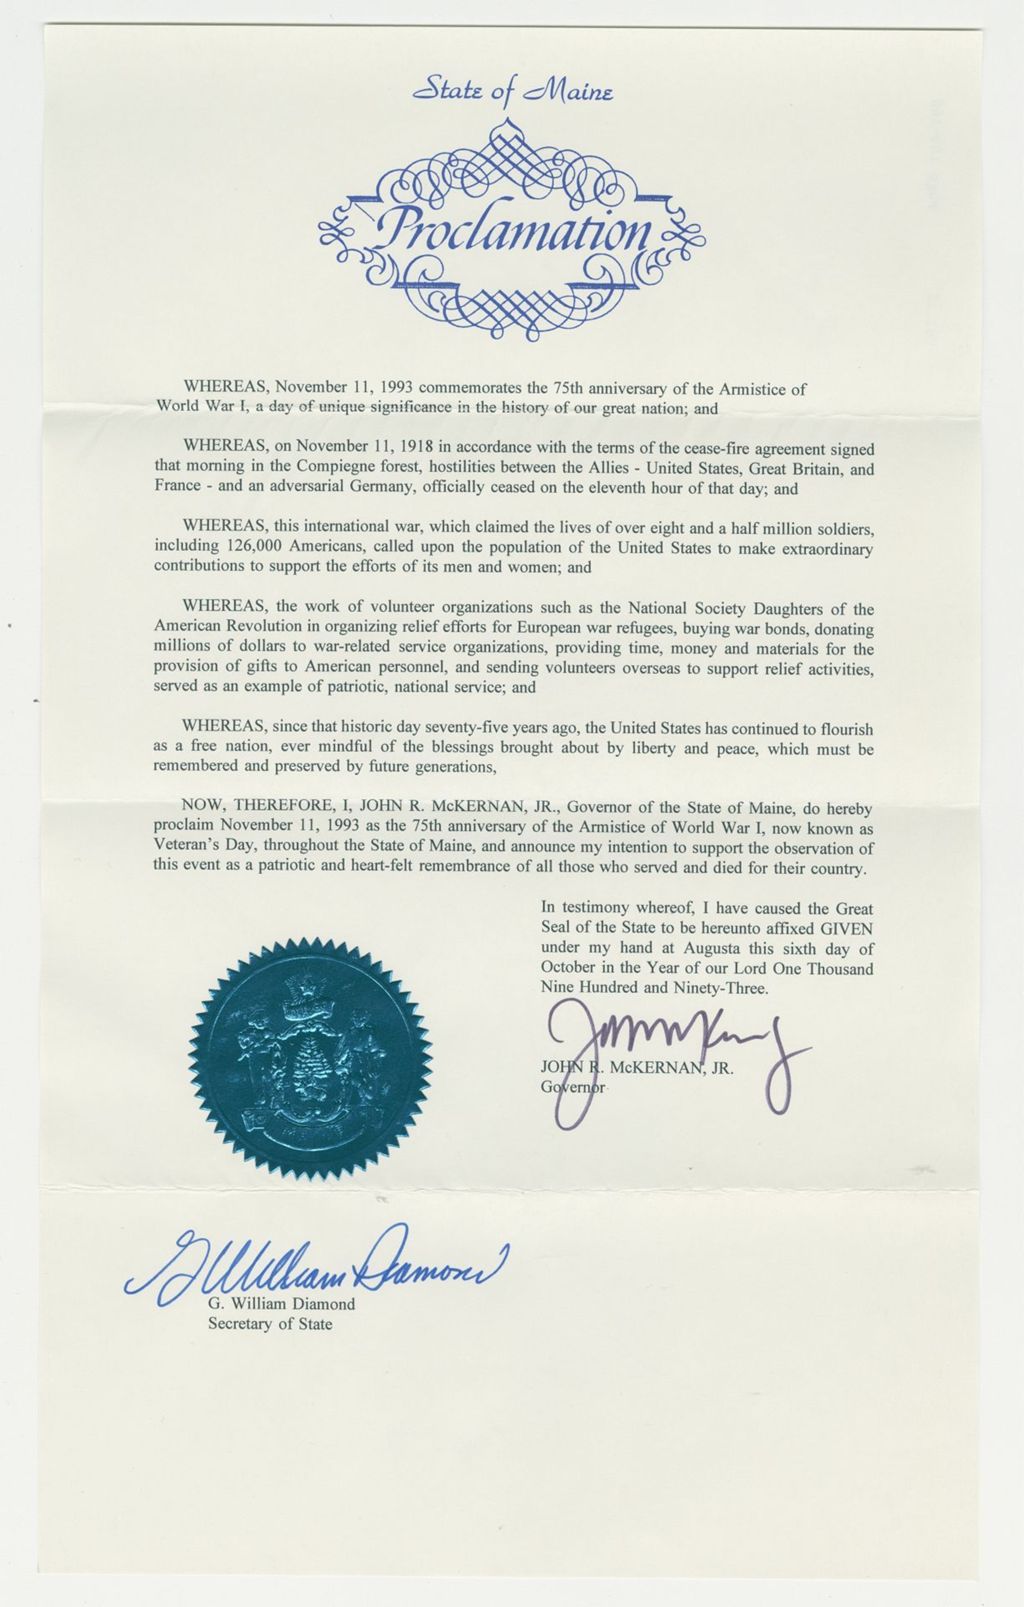 State of Maine
Proclamation
WHEREAS, November 11, 1993 commemorates the 75th anniversary of the Armistice of
World War I, a day of unique significance in the history of our great nation; and
WHEREAS, on November 11, 1918 in accordance with the terms of the cease-fire agreement signed
that morning in the Compiegne forest, hostilities between the Allies - United States, Great Britain, and
France - and an adversarial Germany, officially ceased on the eleventh hour of that day; and
WHEREAS, this international war, which claimed the lives of over eight and a half million soldiers,
including 126,000 Americans, called upon the population of the United States to make extraordinary
contributions to support the efforts of its men and women; and
WHEREAS, the work of volunteer organizations such as the National Society Daughters of the
American Revolution in organizing relief efforts for European war refugees, buying war bonds, donating
millions of dollars to war-related service organizations, providing time, money and materials for the
provision of gifts to American personnel, and sending volunteers overseas to support relief activities,
served as an example of patriotic, national service; and
WHEREAS, since that historic day seventy-five years ago, the United States has continued to flourish
as a free nation, ever mindful of the blessings brought about by liberty and peace, which must be
remembered and preserved by future generations,
NOW, THEREFORE, I, JOHN R. McKERNAN, JR., Governor of the State of Maine, do hereby
proclaim November 11, 1993 as the 75th anniversary of the Armistice of World War I, now known as
Veteran's Day, throughout the State of Maine, and announce my intention to support the observation of
this event as a patriotic and heart-felt remembrance of all those who served and died for their country.
In testimony whereof, I have caused the Great
Seal of the State to be hereunto affixed GIVEN
under my hand at Augusta this sixth day of
October in the Year of our Lord One Thousand
Nine Hundred and Ninety-Three.
JOHN R. McKERNAN, JR.
Governor
MAINE
G William Diamond
G. William Diamond
Secretary of State